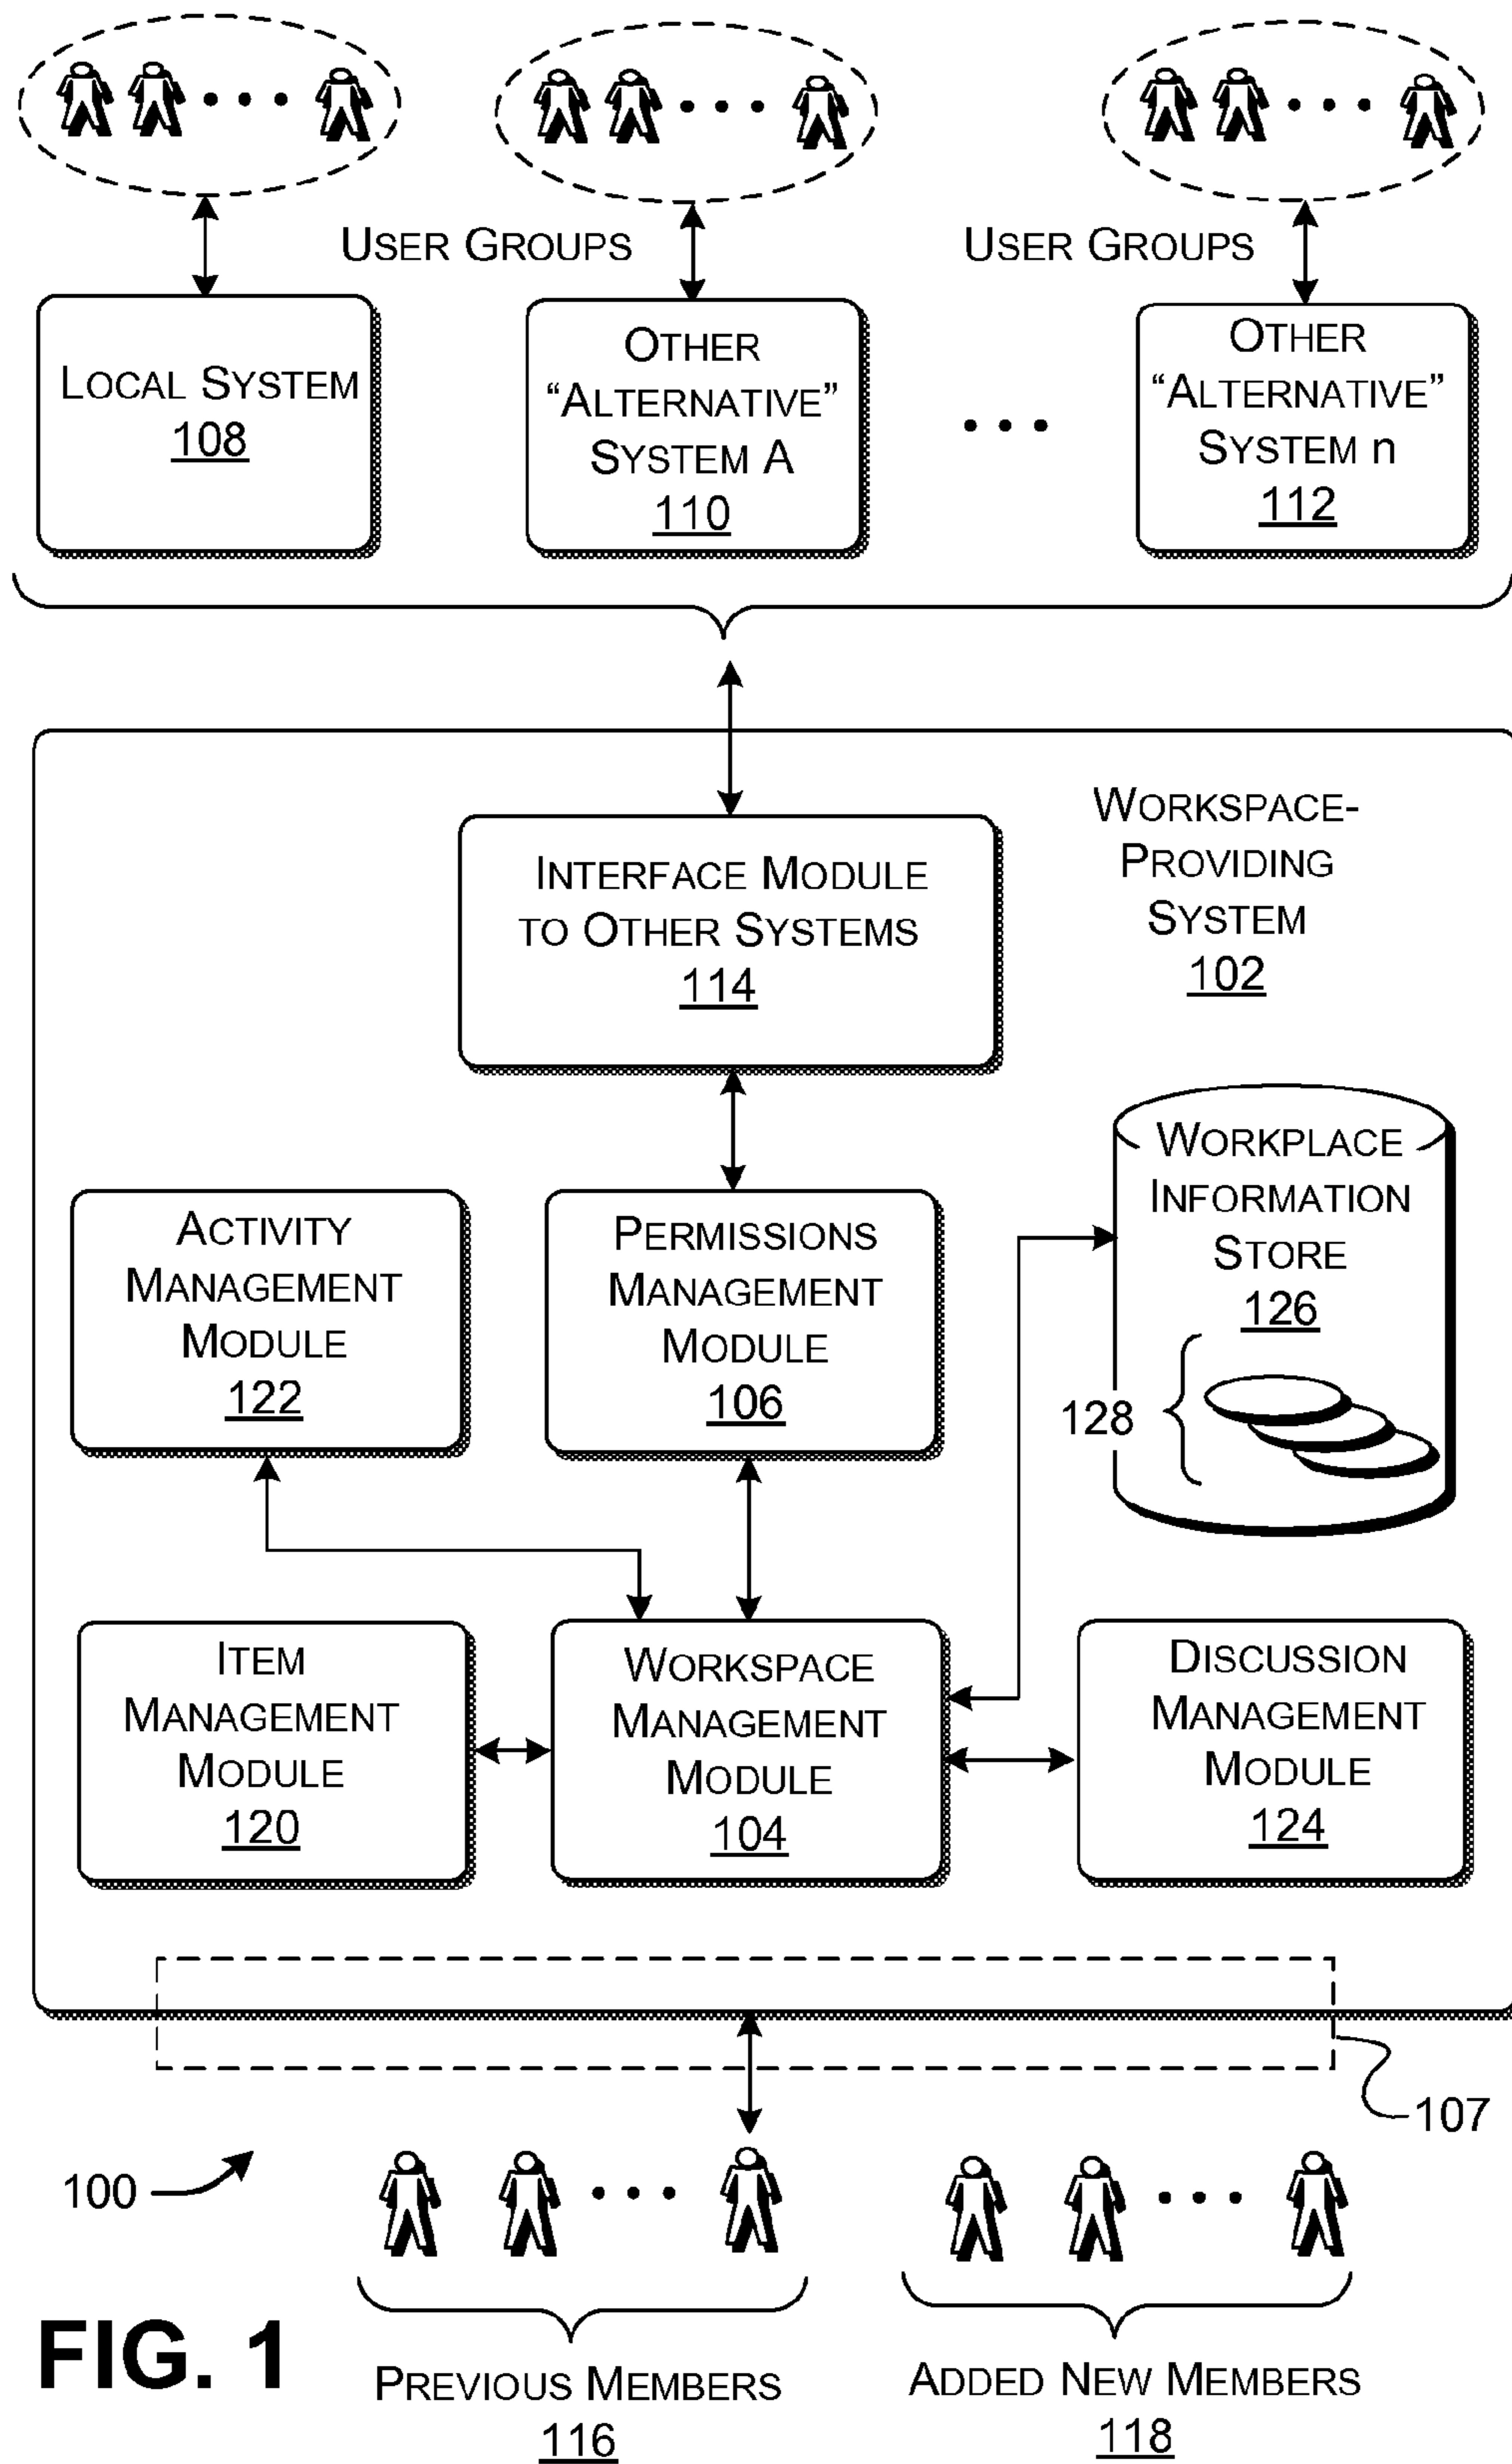 USER GROUPS
USER GROUPS
LOCAL SYSTEM
108
OTHER
“ALTERNATIVE”
SYSTEM A
110
OTHER
“ALTERNATIVE”
SYSTEM n
112
WORKSPACE-
PROVIDING
SYSTEM
102
INTERFACE MODULE
TO OTHER SYSTEMS
114
ACTIVITY
MANAGEMENT
MODULE
122
PERMISSIONS
MANAGEMENT
MODULE
106
WORKPLACE
INFORMATION
STORE
126
128
ITEM
MANAGEMENT
MODULE
120
WORKSPACE
MANAGEMENT
MODULE
104
DISCUSSION
MANAGEMENT
MODULE
124
107
100
FIG. 1
PREVIOUS MEMBERS
116
ADDED NEW MEMBERS
118